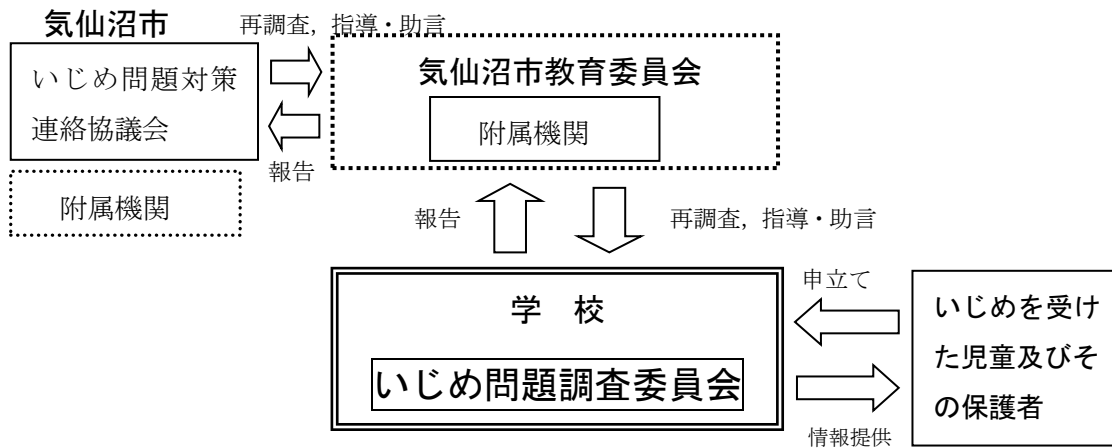 気仙沼市
再調査，指導・助言
いじめ問題対策
連絡協議会
気仙沼市教育委員会
附属機関
報告
附属機関
報告
再調査，指導・助言
学　校
いじめ問題調査委員会
申立て
いじめを受け
た児童及びそ
の保護者
情報提供